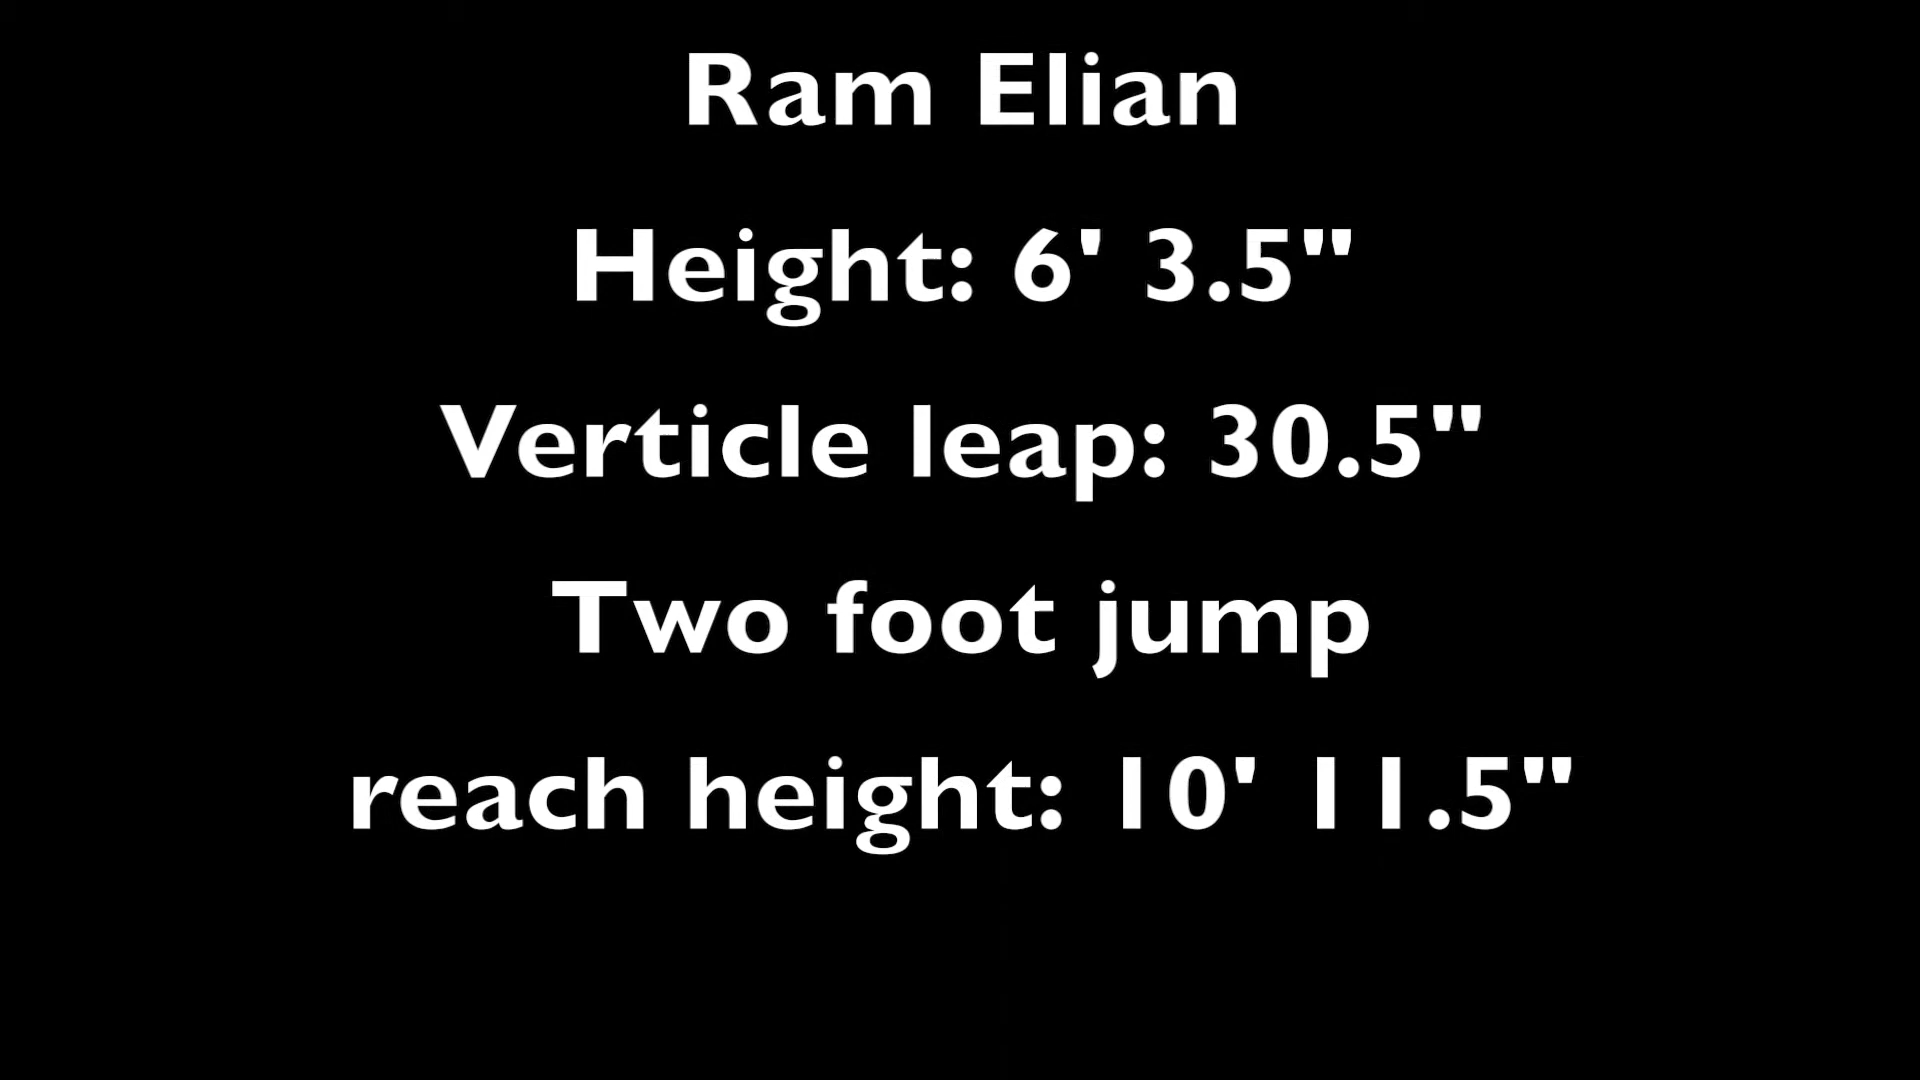 Ram Elian
Height: 6' 3.5"
Verticle leap: 30.5"
Two foot jump
reach height: 10' 11.5"